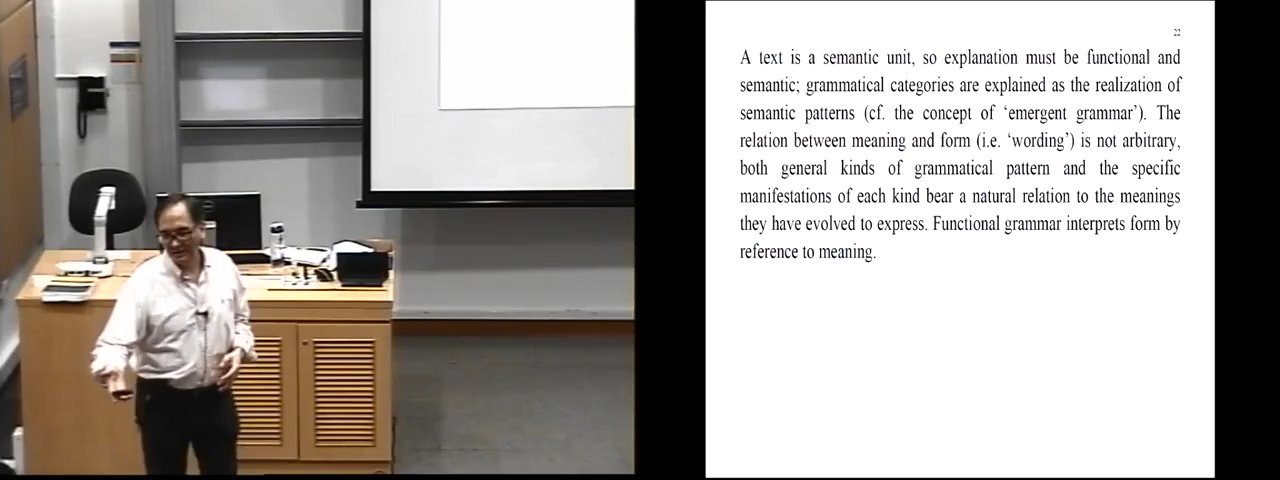 22
A text is a semantic unit, so explanation must be functional and
semantic; grammatical categories are explained as the realization of
semantic patterns (cf. the concept of ‘emergent grammar’). The
relation between meaning and form (i.e. ‘wording’) is not arbitrary,
both general kinds of grammatical pattern and the specific
manifestations of each kind bear a natural relation to the meanings
they have evolved to express. Functional grammar interprets form by
reference to meaning.